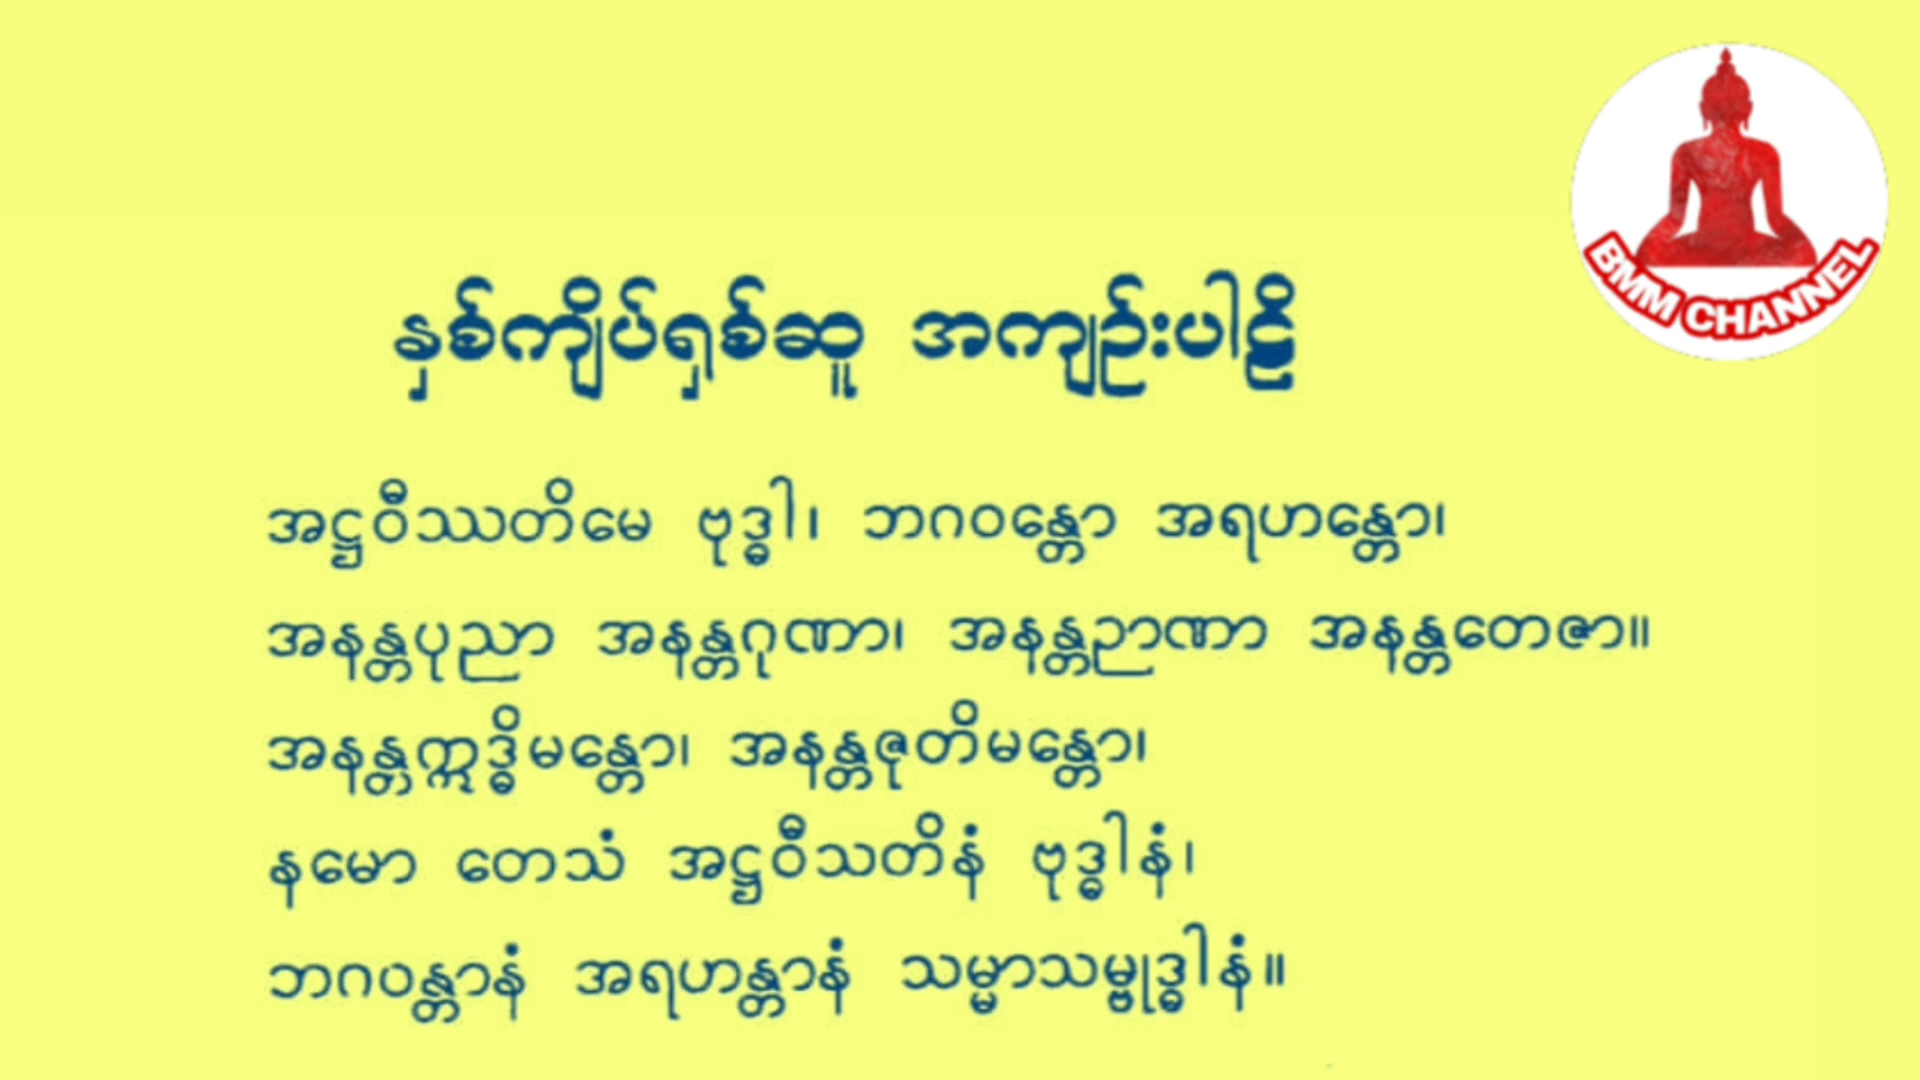 BMM CHANNEL
နှစ်ကျိပ်ရှစ်ဆူ အကျဉ်းပါဠိ
အဋ္ဌဝီဿတိမေ ဗုဒ္ဓါ၊ ဘဂဝန္တော အရဟန္တော၊
အနန္တပုညာ အနန္တဂုဏာ၊ အနန္တဉာဏာ အနန္တတေဇာ။
အနန္တဣဒ္ဓိမန္တော၊ အနန္တဇုတိမန္တော၊
နမော တေသံ အဋ္ဌဝီသတိနံ ဗုဒ္ဓါနံ၊
ဘဂဝန္တာနံ အရဟန္တာနံ သမ္မာသမ္ဗုဒ္ဓါနံ။